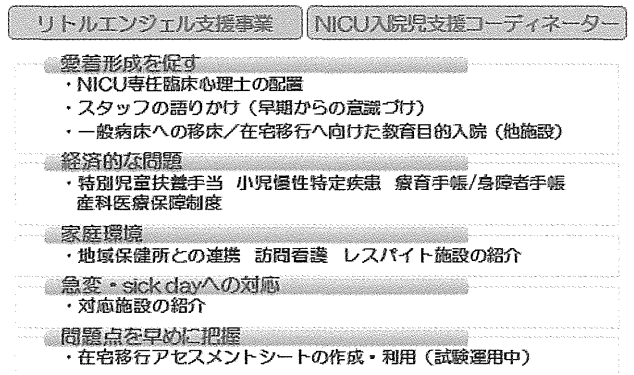 リトルエンジェル支援事業
NICU入院児支援コーディネーター
愛着形成を促す
・NICU専任臨床心理士の配置
・スタッフの語りかけ（早期からの意識づけ）
・一般病床への移床／在宅移行へ向けた教育目的入院（他施設）
経済的な問題
・特別児童扶養手当 小児慢性特定疾患 療育手帳/身障者手帳
産科医療保障制度
家庭環境
・地域保健所との連携 訪問看護 レスパイト施設の紹介
急変・sick dayへの対応
・対応施設の紹介
問題点を早めに把握
・在宅移行アセスメントシートの作成・利用（試験運用中）